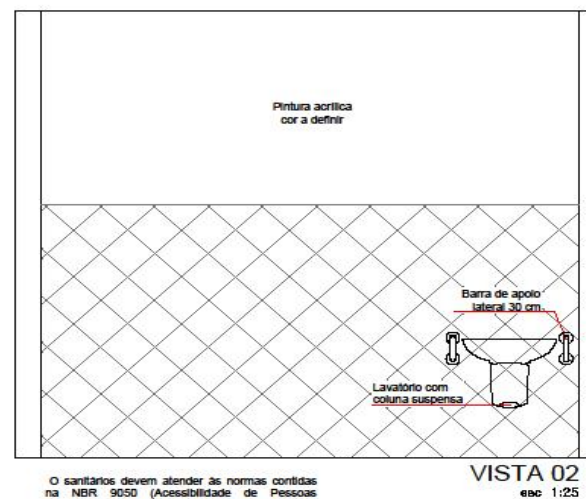 Pintura acrílica
cor a definir
Barra de apoio
lateral 30 cm
Lavatório com
coluna suspensa
VISTA 02
esc 1:25
O sanitários devem atender às normas contidas
na NBR 9050 (Acessibilidade de Pessoas